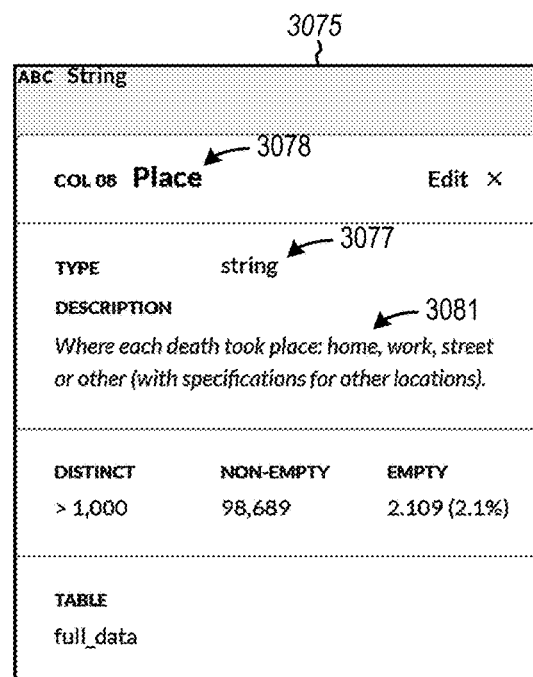 3075
ABC String
COL 08 Place 3078 Edit ×
3077
TYPE string
DESCRIPTION 3081
Where each death took place: home, work, street
or other (with specifications for other locations).
DISTINCT NON-EMPTY EMPTY
> 1,000 98,689 2.109 (2.1%)
TABLE
full_data